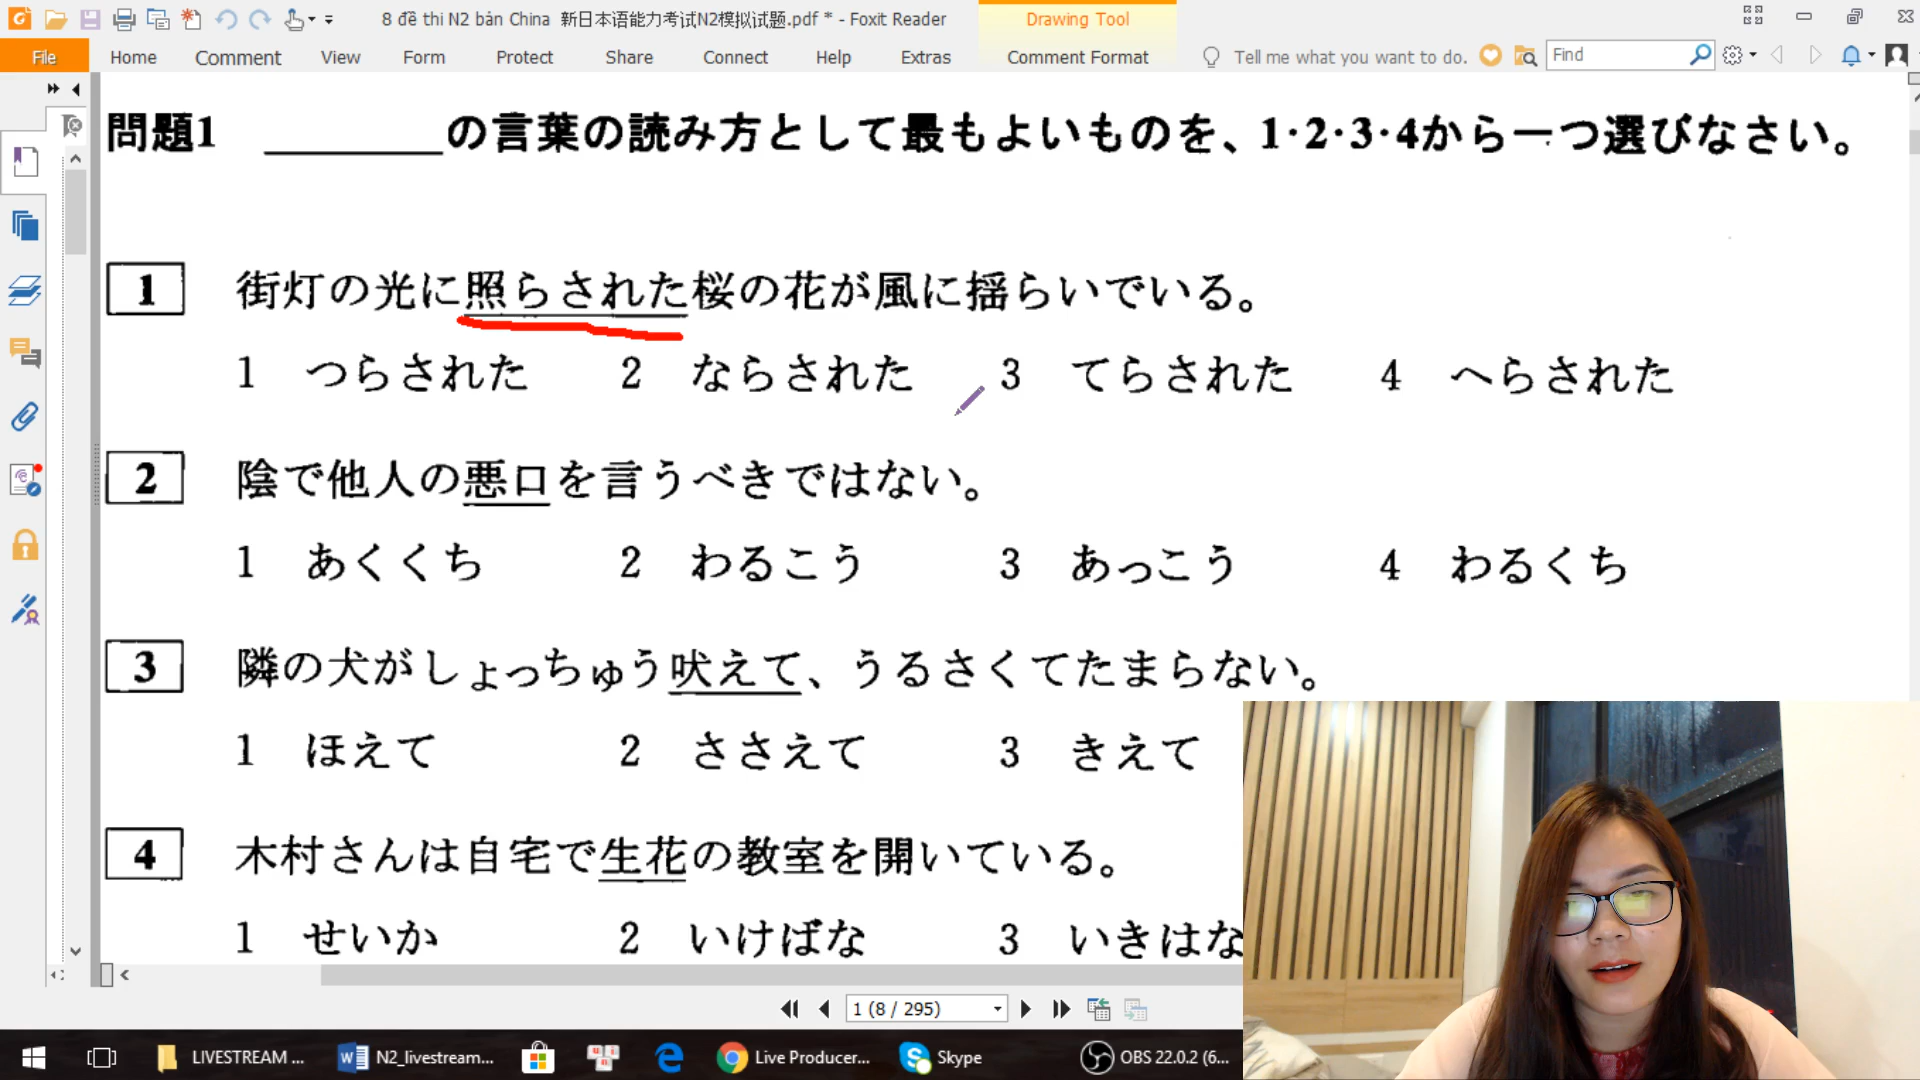 8 đề thi N2 bản China 新日本语能力考试N2模拟试题.pdf * - Foxit Reader
Drawing Tool
File Home Comment View Form Protect Share Connect Help Extras Comment Format Tell me what you want to do. Find
問題1 ________の言葉の読み方として最もよいものを、1・2・3・4から一つ選びなさい。
1 街灯の光に照らされた桜の花が風に揺らいでいる。
1 つらされた 2 ならされた 3 てらされた 4 へらされた
2 陰で他人の悪口を言うべきではない。
1 あくくち 2 わるこう 3 あっこう 4 わるくち
3 隣の犬がしょっちゅう吠えて、うるさくてたまらない。
1 ほえて 2 ささえて 3 きえて
4 木村さんは自宅で生花の教室を開いている。
1 せいか 2 いけばな 3 いきはな
1 (8 / 295)
LIVESTREAM ... N2_livestream... Live Producer... Skype OBS 22.0.2 (6...